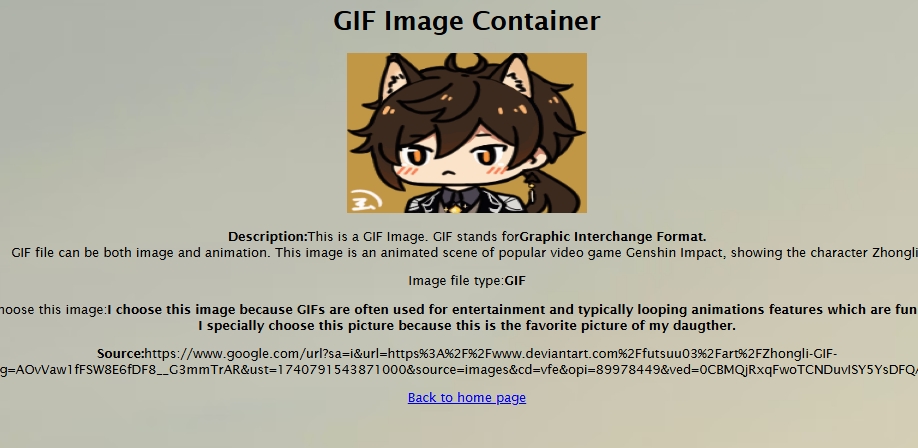 GIF Image Container
Description:This is a GIF Image. GIF stands forGraphic Interchange Format.
GIF file can be both image and animation. This image is an animated scene of popular video game Genshin Impact, showing the character Zhongli
Image file type:GIF
hoose this image:I choose this image because GIFs are often used for entertainment and typically looping animations features which are fun
I specially choose this picture because this is the favorite picture of my daugther.
Source:https://www.google.com/url?sa=i&url=https%3A%2F%2Fwww.deviantart.com%2Ffutsuu03%2Fart%2FZhongli-GIF-
g=AOvVaw1fFSW8E6fDF8__G3mmTrAR&ust=1740791543871000&source=images&cd=vfe&opi=89978449&ved=0CBMQjRxqFwoTCNDuvISY5YsDFQ
Back to home page